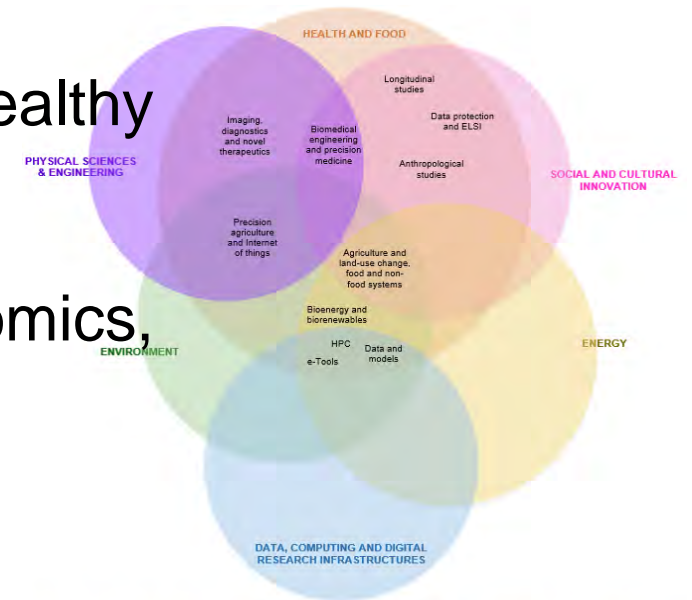 HEALTH AND FOOD
ealthy
Longitudinal
studies
Data protection
and ELSI
Imaging,
diagnostics
and novel
therapeutics
Biomedical
engineering
and precision
medicine
PHYSICAL SCIENCES
& ENGINEERING
Anthropological
studies
SOCIAL AND CULTURAL
INNOVATION
Precision
agriculture
and Internet
of things
Agriculture and
land-use change,
food and non-
food systems
omics,
Bioenergy and
biorenewables
ENVIRONMENT
HPC
e-Tools
Data and
models
ENERGY
DATA, COMPUTING AND DIGITAL
RESEARCH INFRASTRUCTURES